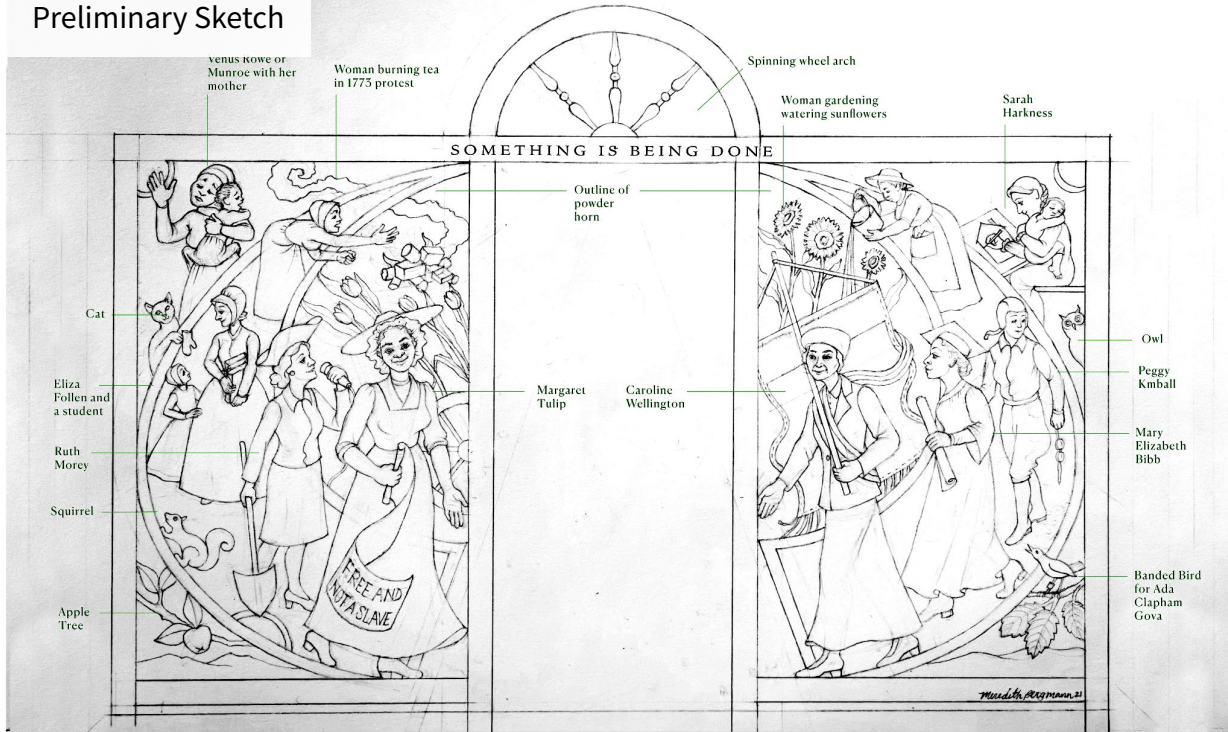 Preliminary Sketch
Venus Rowe or
Munroe with her
mother
Woman burning tea
in 1773 protest
Spinning wheel arch
Woman gardening
watering sunflowers
Sarah
Harkness
SOMETHING IS BEING DONE
Outline of
powder
horn
Cat
Eliza
Follen and
a student
Ruth
Morey
Squirrel
Apple
Tree
Margaret
Tulip
Caroline
Wellington
Owl
Peggy
Kmball
Mary
Elizabeth
Bibb
Banded Bird
for Ada
Clapham
Gova
FREE AND
NOT A SLAVE
Meredith Bergmann 21